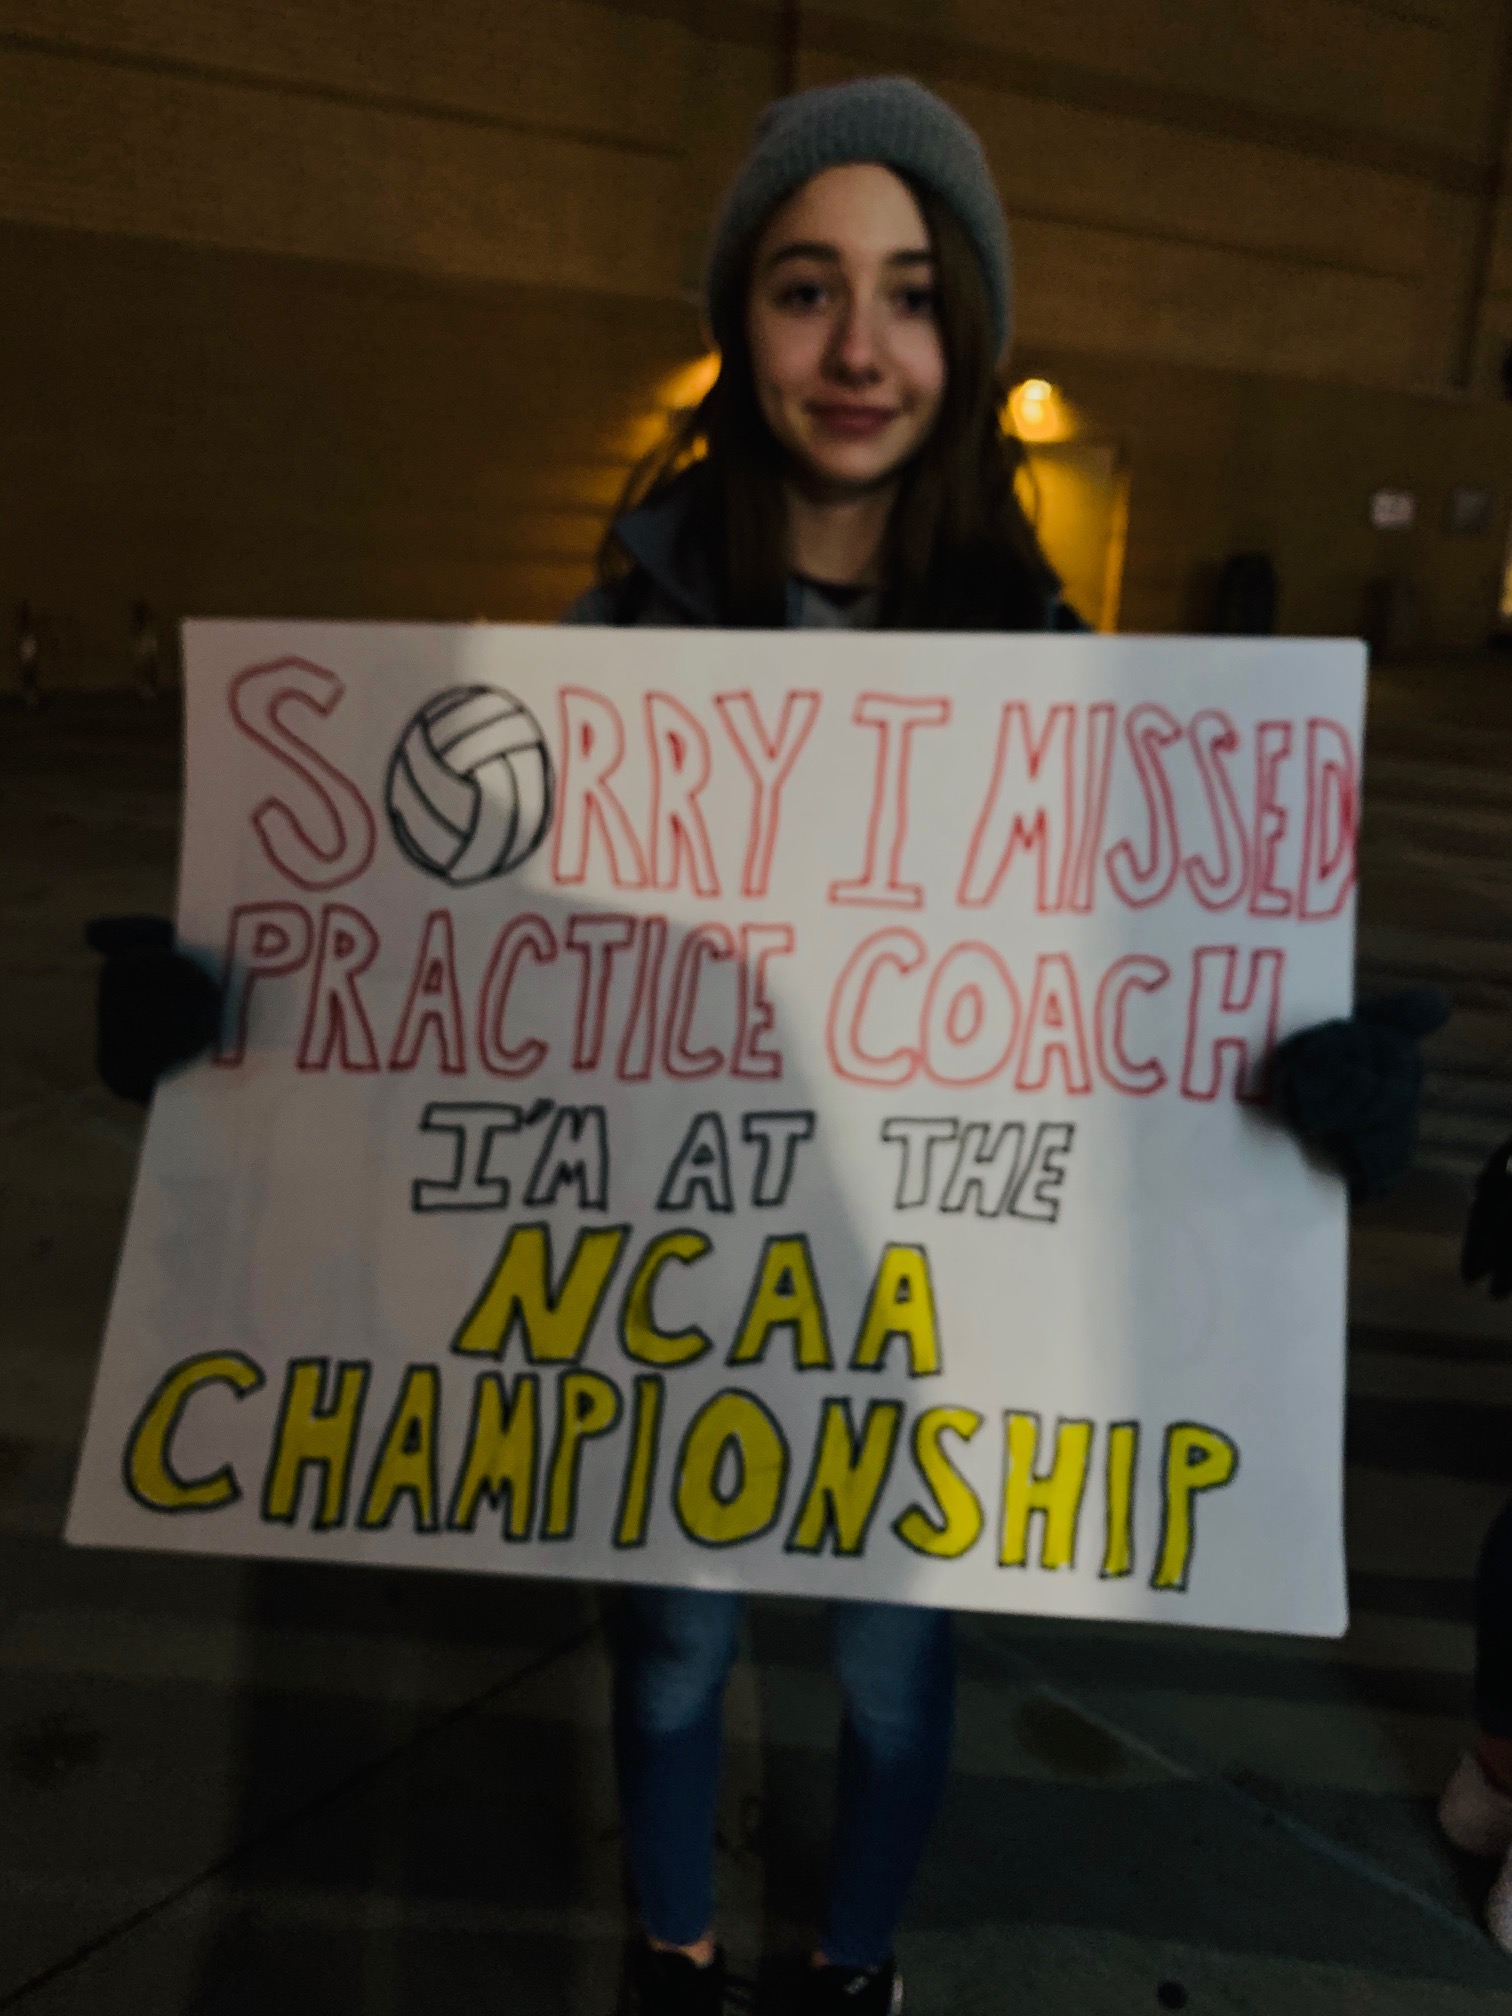 SORRY I MISSED
PRACTICE COACH
I'M AT THE
NCAA
CHAMPIONSHIP